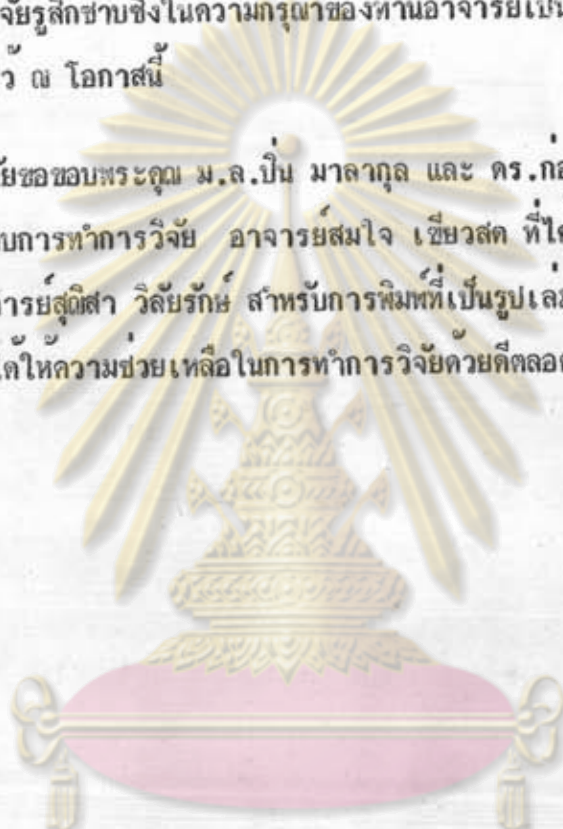 จัยรู้สึกซาบซึ้งในความกรุณาของท่านอาจารย์เป็น
ว้ ณ โอกาสนี้
ัยขอขอบพระคุณ ม.ล.ปิ่น มาลากุล และ ดร.ก่อ
บการทำการวิจัย อาจารย์สมใจ เขียวสด ที่ได
ารย์สุณิสา วิลัยรักษ์ สำหรับการพิมพ์ที่เป็นรูปเล่ม
ได้ให้ความช่วยเหลือในการทำการวิจัยด้วยดีตลอด